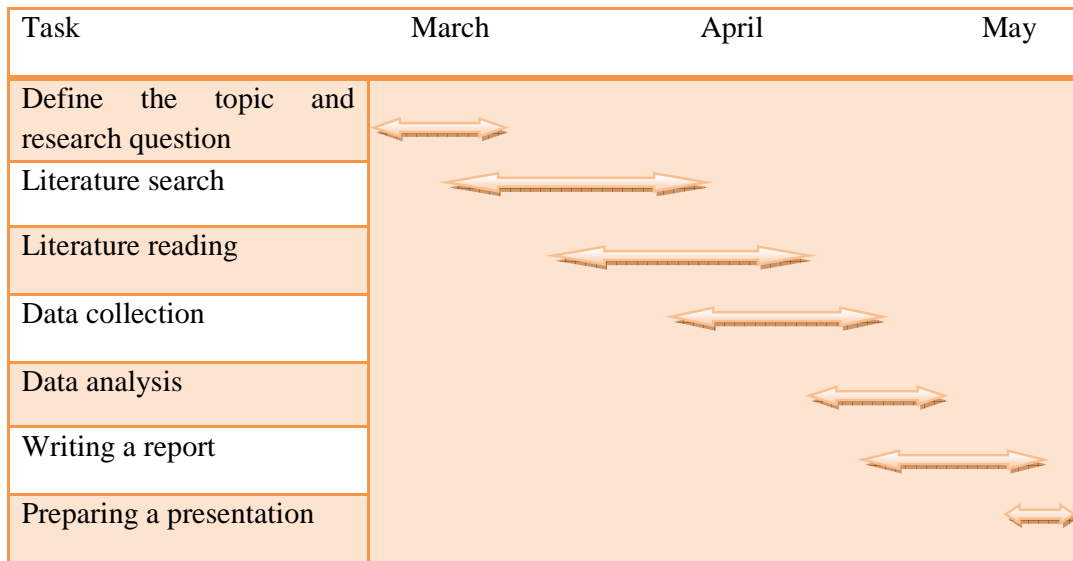 Task March April May
Define the topic and
research question
Literature search
Literature reading
Data collection
Data analysis
Writing a report
Preparing a presentation